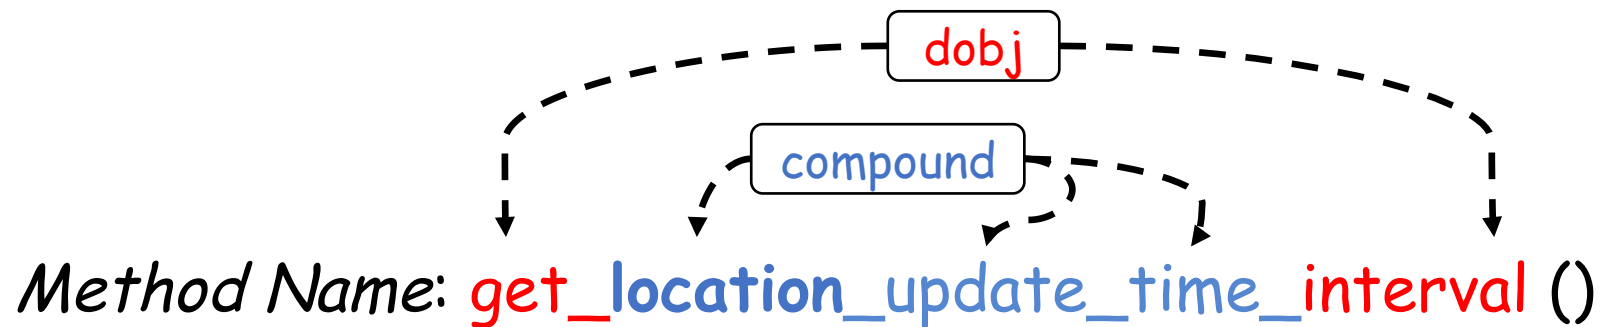 dobj
compound
Method Name: get_location_update_time_interval ()